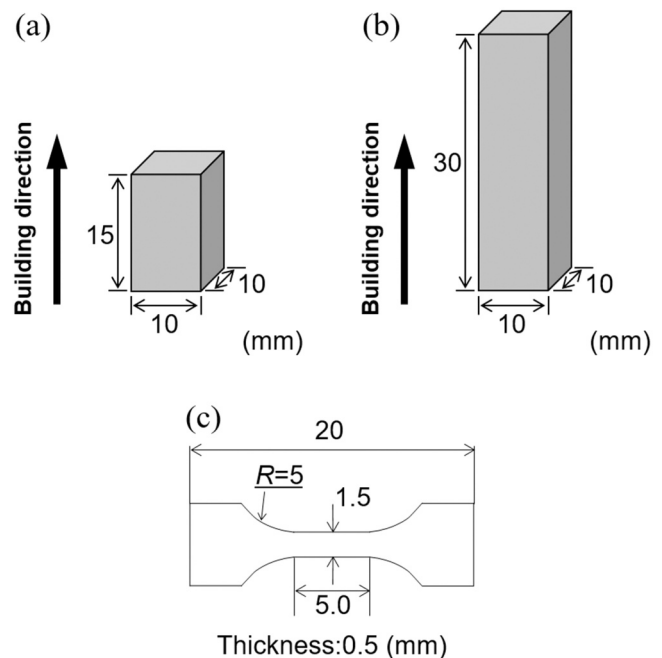 (a)
Building direction
15
10
10
(mm)
(b)
Building direction
30
10
10
(mm)
(c)
20
R=5
1.5
5.0
Thickness:0.5 (mm)